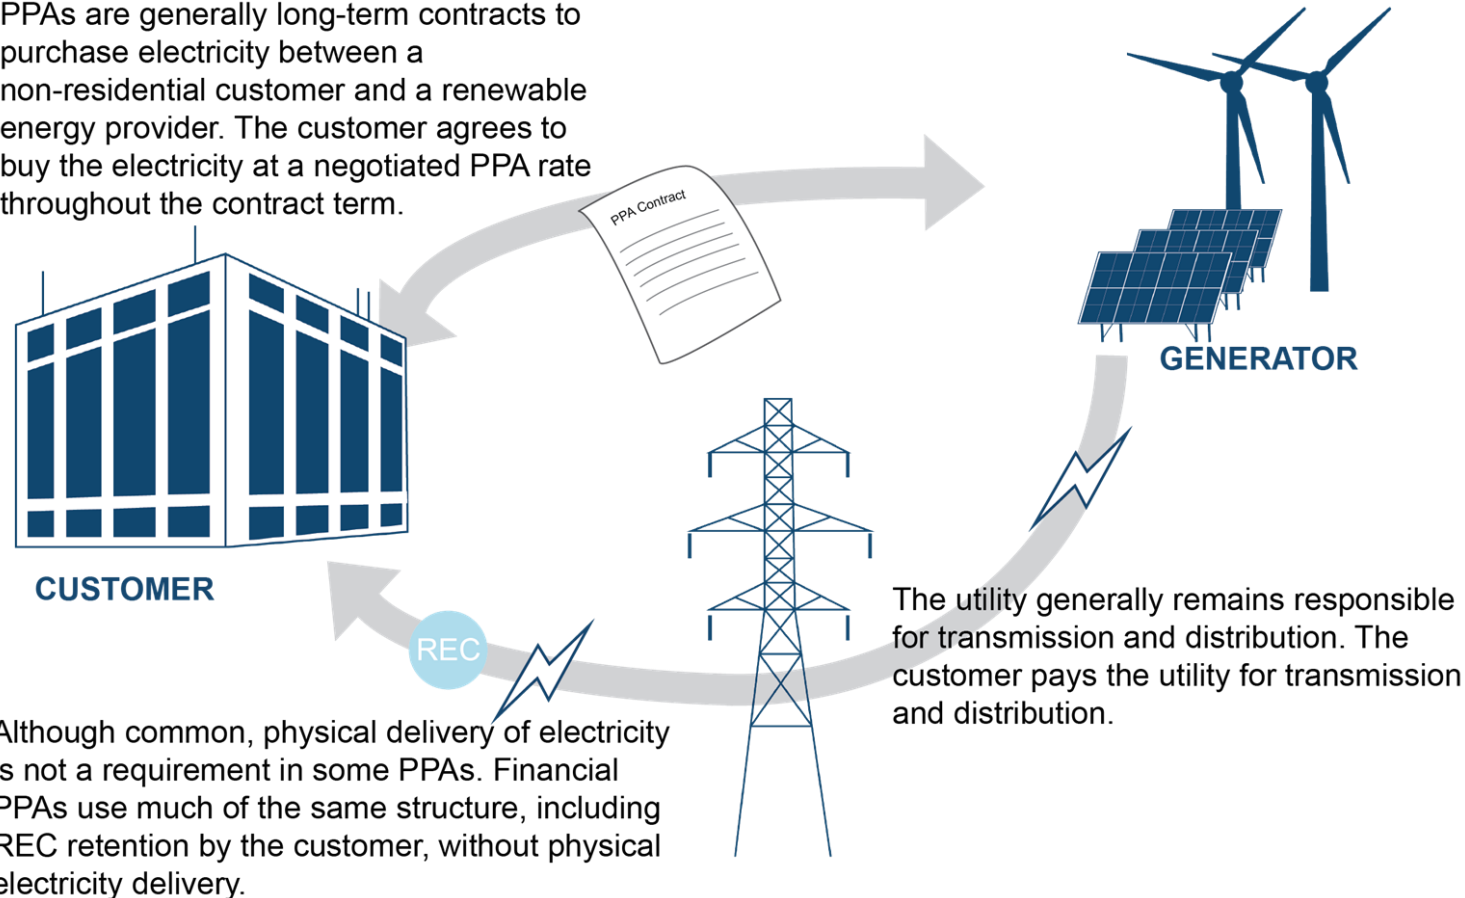 PPAs are generally long-term contracts to
purchase electricity between a
non-residential customer and a renewable
energy provider. The customer agrees to
buy the electricity at a negotiated PPA rate
throughout the contract term.
PPA Contract
GENERATOR
CUSTOMER
REC
The utility generally remains responsible
for transmission and distribution. The
customer pays the utility for transmission
and distribution.
Although common, physical delivery of electricity
is not a requirement in some PPAs. Financial
PPAs use much of the same structure, including
REC retention by the customer, without physical
electricity delivery.